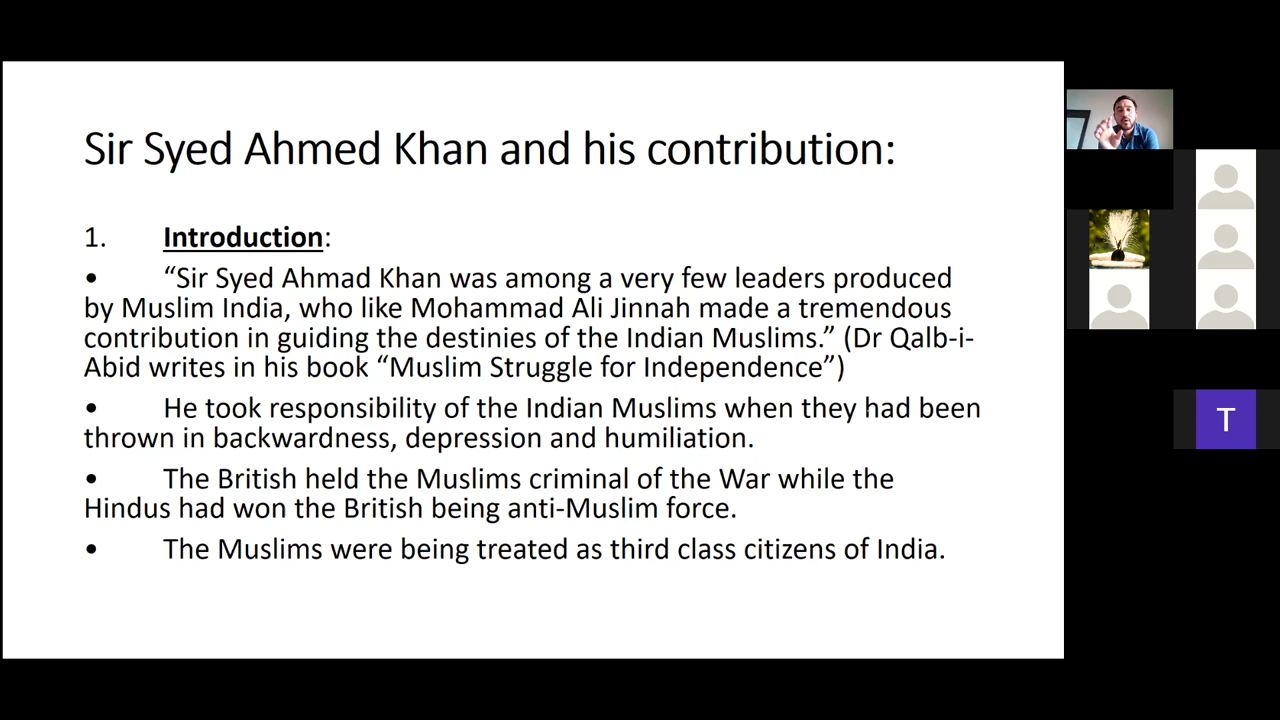 Sir Syed Ahmed Khan and his contribution:
1. Introduction:
• “Sir Syed Ahmad Khan was among a very few leaders produced
by Muslim India, who like Mohammad Ali Jinnah made a tremendous
contribution in guiding the destinies of the Indian Muslims.” (Dr Qalb-i-
Abid writes in his book “Muslim Struggle for Independence”)
• He took responsibility of the Indian Muslims when they had been
thrown in backwardness, depression and humiliation.
• The British held the Muslims criminal of the War while the
Hindus had won the British being anti-Muslim force.
• The Muslims were being treated as third class citizens of India.
T